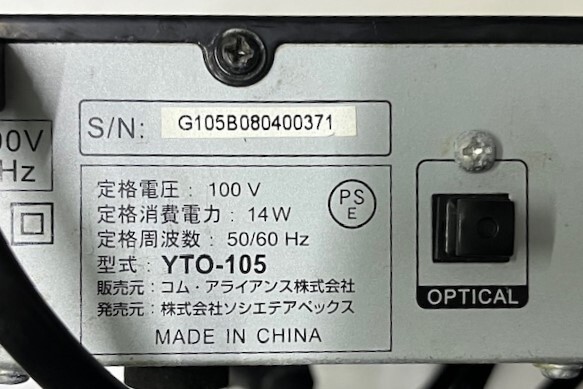 S/N: G105B080400371
00V
Hz
定格電圧: 100 V
定格消費電力: 14W
定格周波数: 50/60 Hz
型式: YTO-105
販売元: コム・アライアンス株式会社
発売元: 株式会社ソシエテアペックス
MADE IN CHINA
PS
E
OPTICAL